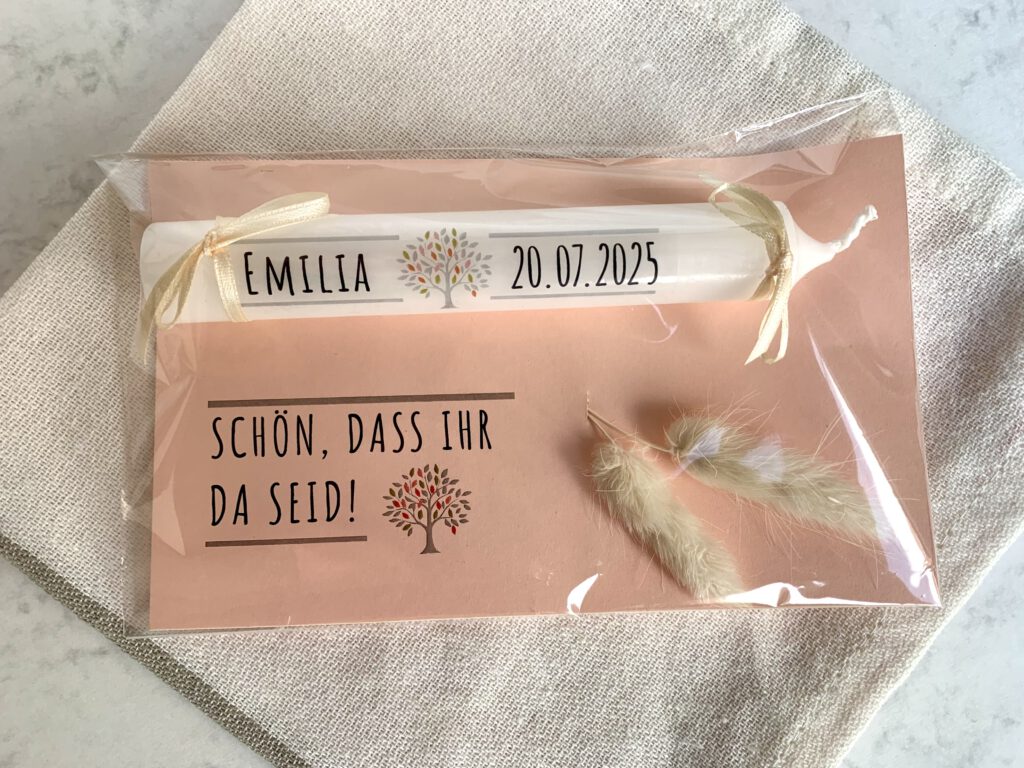 EMILIA 20.07.2025
SCHÖN, DASS IHR
DA SEID!